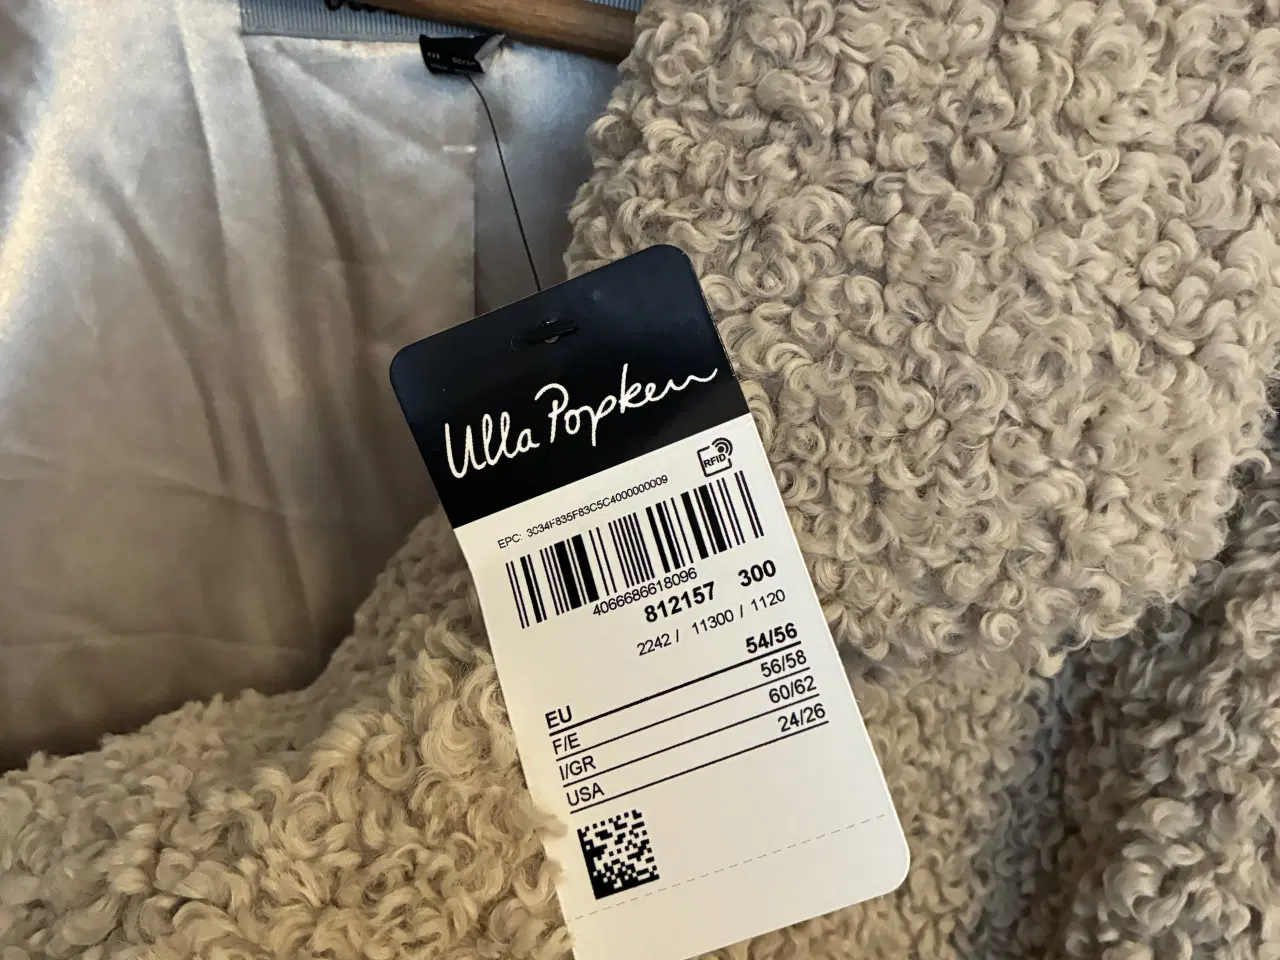 Ulla Popken
RFID
EPC: 3034F835F83C5C4000000009
4066686618096
812157 300
2242 / 11300 / 1120
EU 54/56
F/E 56/58
I/GR 60/62
USA 24/26